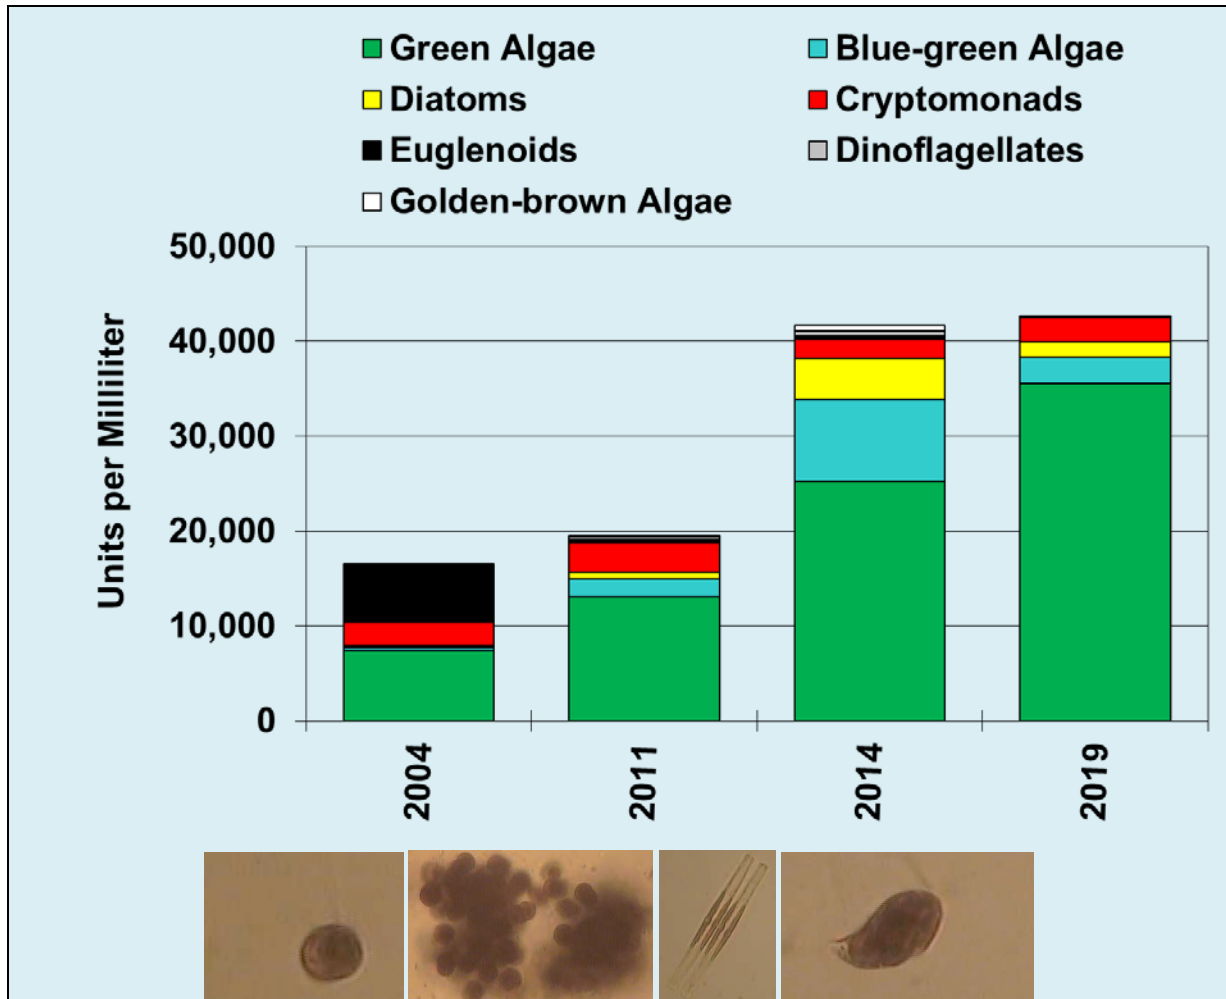 Green Algae
Blue-green Algae
Diatoms
Cryptomonads
Euglenoids
Dinoflagellates
Golden-brown Algae
50,000
40,000
30,000
20,000
10,000
0
Units per Milliliter
2004
2011
2014
2019